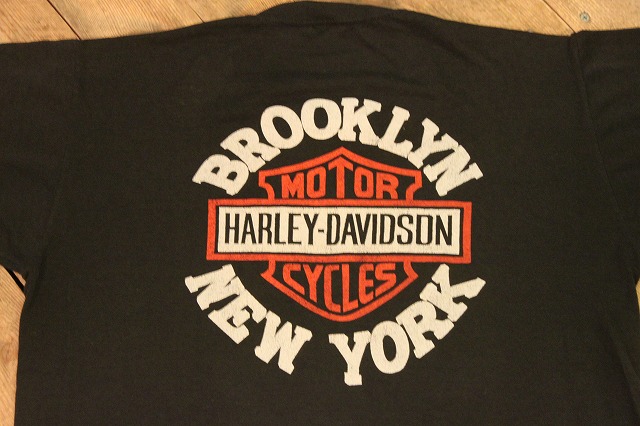 BROOKLYN
MOTOR
HARLEY-DAVIDSON
CYCLES
NEW YORK